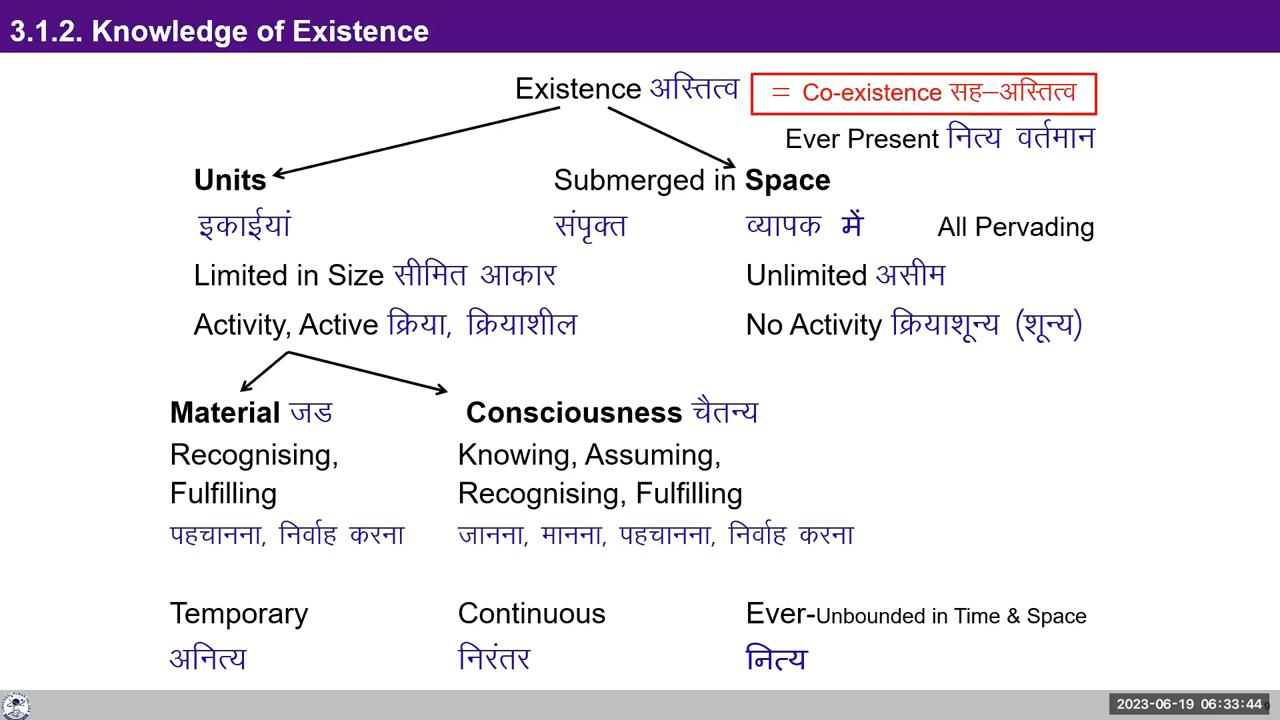 3.1.2. Knowledge of Existence
Existence अस्तित्व = Co-existence सह–अस्तित्व
Ever Present नित्य वर्तमान
Units Submerged in Space
इकाईयां संपृक्त व्यापक में All Pervading
Limited in Size सीमित आकार Unlimited असीम
Activity, Active क्रिया, क्रियाशील No Activity क्रियाशून्य (शून्य)
Material जड Consciousness चैतन्य
Recognising, Knowing, Assuming,
Fulfilling Recognising, Fulfilling
पहचानना, निर्वाह करना जानना, मानना, पहचानना, निर्वाह करना
Temporary Continuous Ever-Unbounded in Time & Space
अनित्य निरंतर नित्य
2023-06-19 06:33:44
9